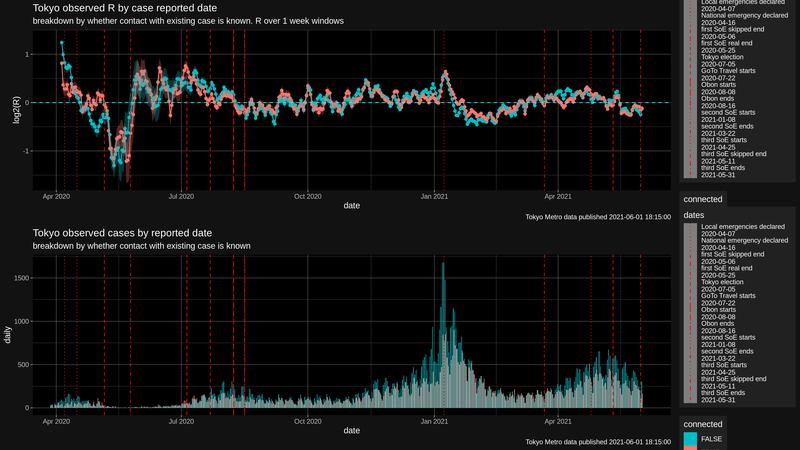 Tokyo observed R by case reported date
breakdown by whether contact with existing case is known. R over 1 week windows
1
0
-1
log2(R)
Apr 2020
Jul 2020
Oct 2020
Jan 2021
Apr 2021
date
Tokyo Metro data published 2021-06-01 18:15:00
Local emergencies declared
2020-04-07
National emergency declared
2020-04-16
first SoE skipped end
2020-05-06
first SoE real end
2020-05-25
Tokyo election
2020-07-05
GoTo Travel starts
2020-07-22
Obon starts
2020-08-08
Obon ends
2020-08-16
second SoE starts
2021-01-08
second SoE ends
2021-03-22
third SoE starts
2021-04-25
third SoE skipped end
2021-05-11
third SoE ends
2021-05-31
connected
Tokyo observed cases by reported date
breakdown by whether contact with existing case is known
1500
1000
500
0
daily
Apr 2020
Jul 2020
Oct 2020
Jan 2021
Apr 2021
date
Tokyo Metro data published 2021-06-01 18:15:00
dates
Local emergencies declared
2020-04-07
National emergency declared
2020-04-16
first SoE skipped end
2020-05-06
first SoE real end
2020-05-25
Tokyo election
2020-07-05
GoTo Travel starts
2020-07-22
Obon starts
2020-08-08
Obon ends
2020-08-16
second SoE starts
2021-01-08
second SoE ends
2021-03-22
third SoE starts
2021-04-25
third SoE skipped end
2021-05-11
third SoE ends
2021-05-31
connected
FALSE